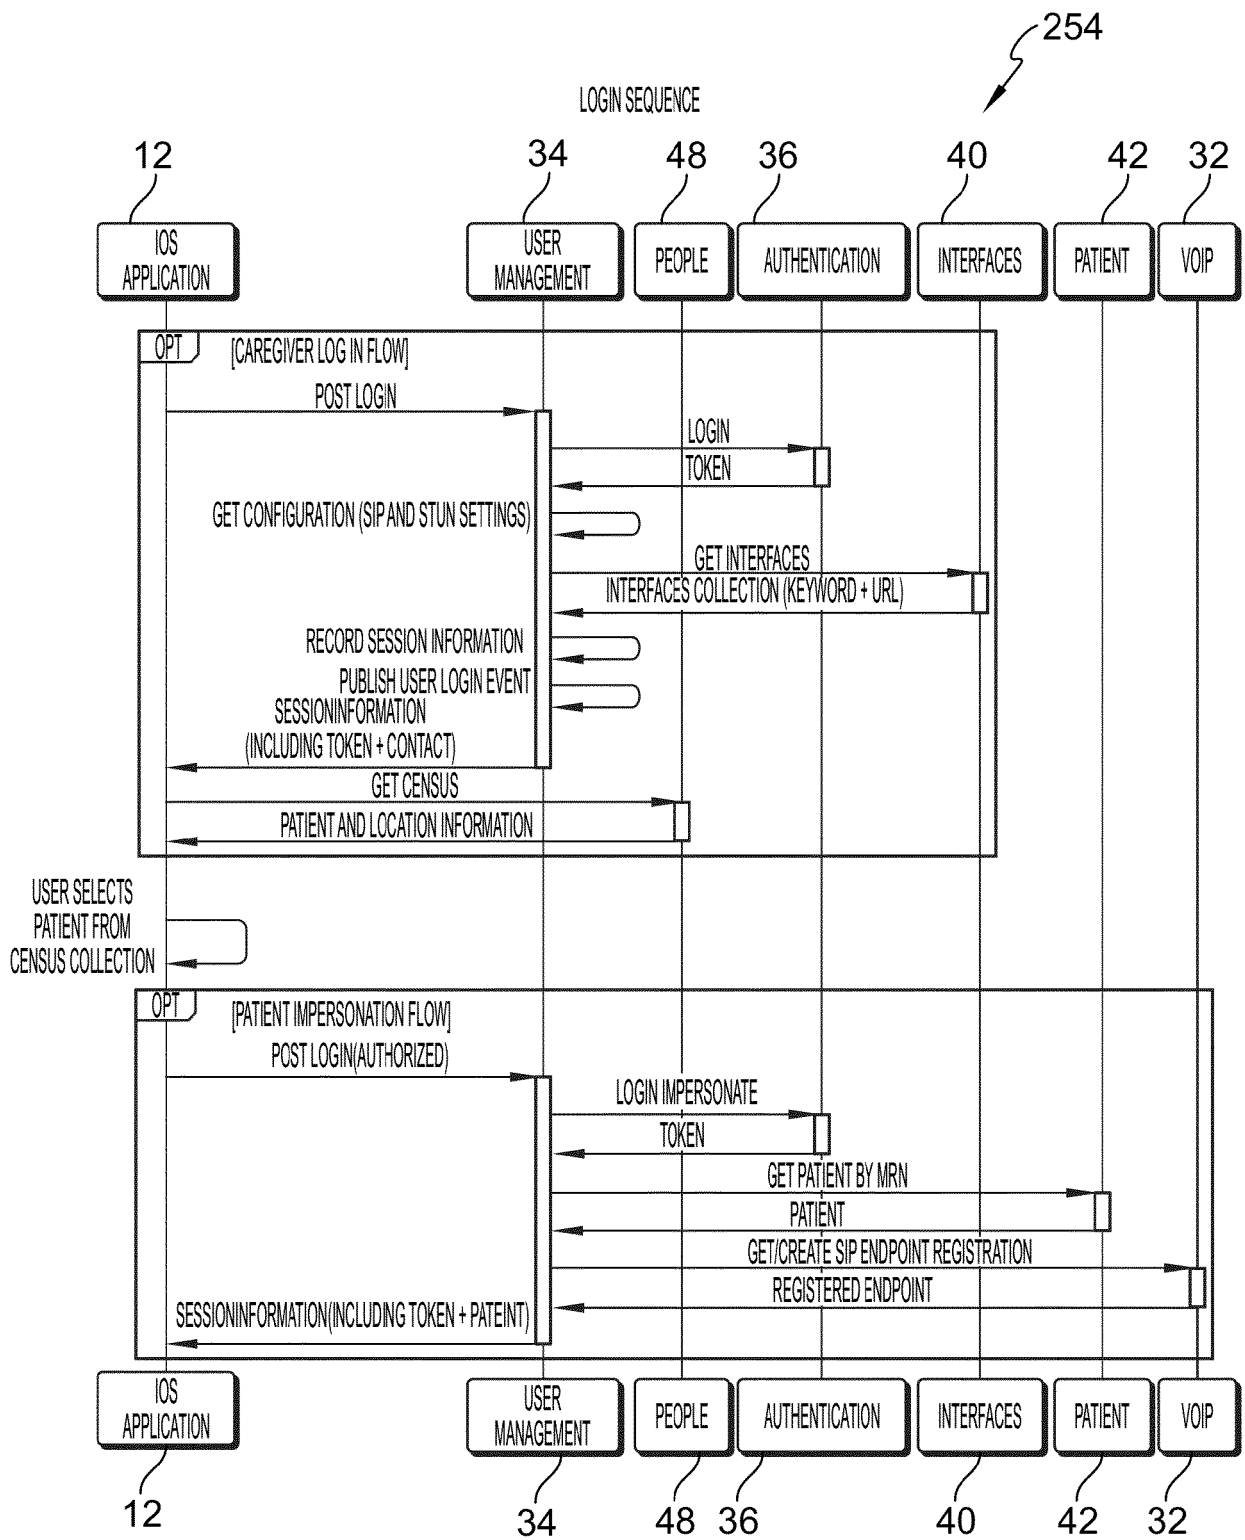 254
LOGIN SEQUENCE
12
34
48
36
40
42
32
IOS
APPLICATION
USER
MANAGEMENT
PEOPLE
AUTHENTICATION
INTERFACES
PATIENT
VOIP
OPT
[CAREGIVER LOG IN FLOW]
POST LOGIN
LOGIN
TOKEN
GET CONFIGURATION (SIP AND STUN SETTINGS)
GET INTERFACES
INTERFACES COLLECTION (KEYWORD + URL)
RECORD SESSION INFORMATION
PUBLISH USER LOGIN EVENT
SESSIONINFORMATION
(INCLUDING TOKEN + CONTACT)
GET CENSUS
PATIENT AND LOCATION INFORMATION
USER SELECTS
PATIENT FROM
CENSUS COLLECTION
OPT
[PATIENT IMPERSONATION FLOW]
POST LOGIN(AUTHORIZED)
LOGIN IMPERSONATE
TOKEN
GET PATIENT BY MRN
PATIENT
GET/CREATE SIP ENDPOINT REGISTRATION
REGISTERED ENDPOINT
SESSIONINFORMATION(INCLUDING TOKEN + PATEINT)
IOS
APPLICATION
USER
MANAGEMENT
PEOPLE
AUTHENTICATION
INTERFACES
PATIENT
VOIP
12
34
48
36
40
42
32